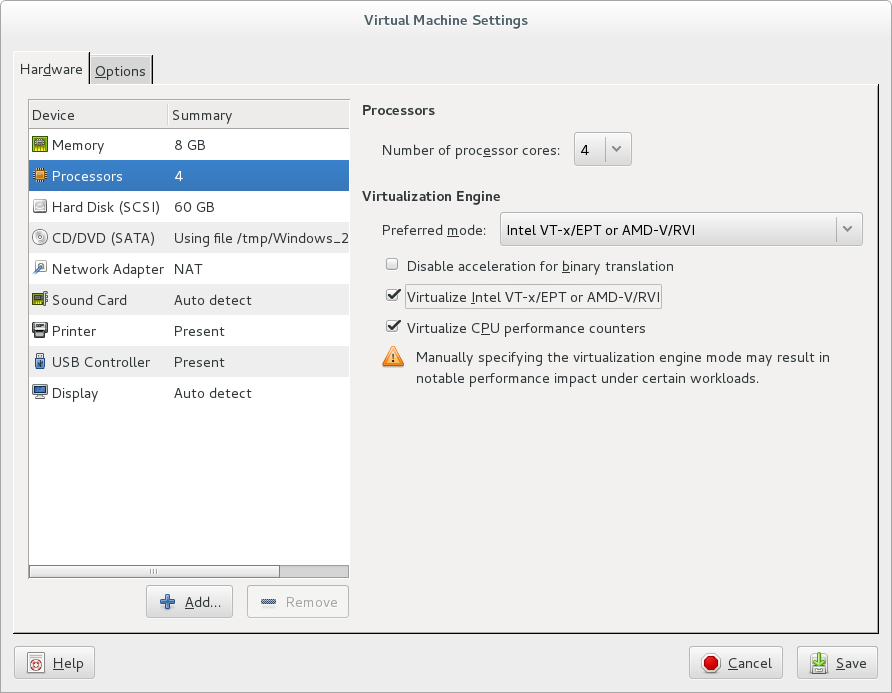 Virtual Machine Settings
Hardware
Options
Device Summary
Memory 8 GB
Processors 4
Hard Disk (SCSI) 60 GB
CD/DVD (SATA) Using file /tmp/Windows_2
Network Adapter NAT
Sound Card Auto detect
Printer Present
USB Controller Present
Display Auto detect
Add...
Remove
Processors
Number of processor cores: 4
Virtualization Engine
Preferred mode: Intel VT-x/EPT or AMD-V/RVI
Disable acceleration for binary translation
Virtualize Intel VT-x/EPT or AMD-V/RVI
Virtualize CPU performance counters
Manually specifying the virtualization engine mode may result in
notable performance impact under certain workloads.
Help
Cancel
Save